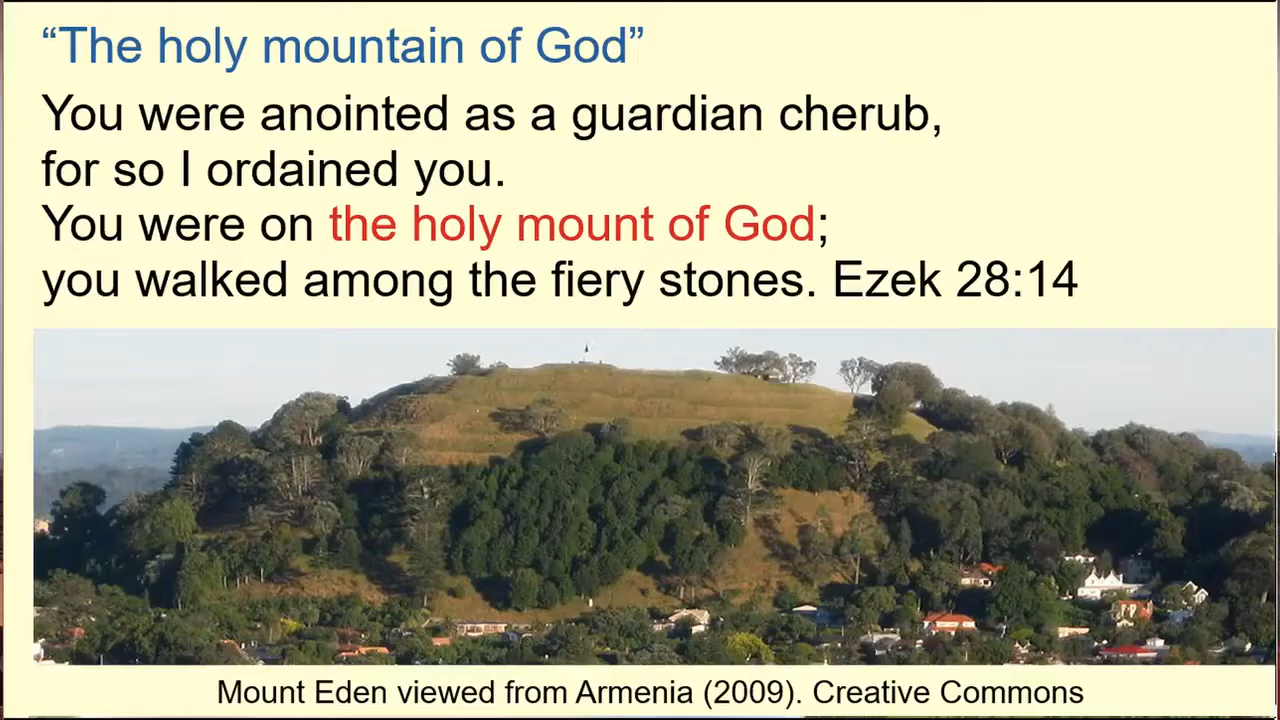 “The holy mountain of God”
You were anointed as a guardian cherub,
for so I ordained you.
You were on the holy mount of God;
you walked among the fiery stones. Ezek 28:14
Mount Eden viewed from Armenia (2009). Creative Commons